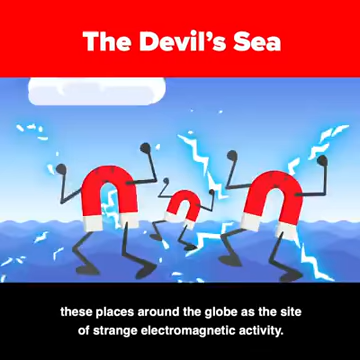 The Devil’s Sea
these places around the globe as the site
of strange electromagnetic activity.